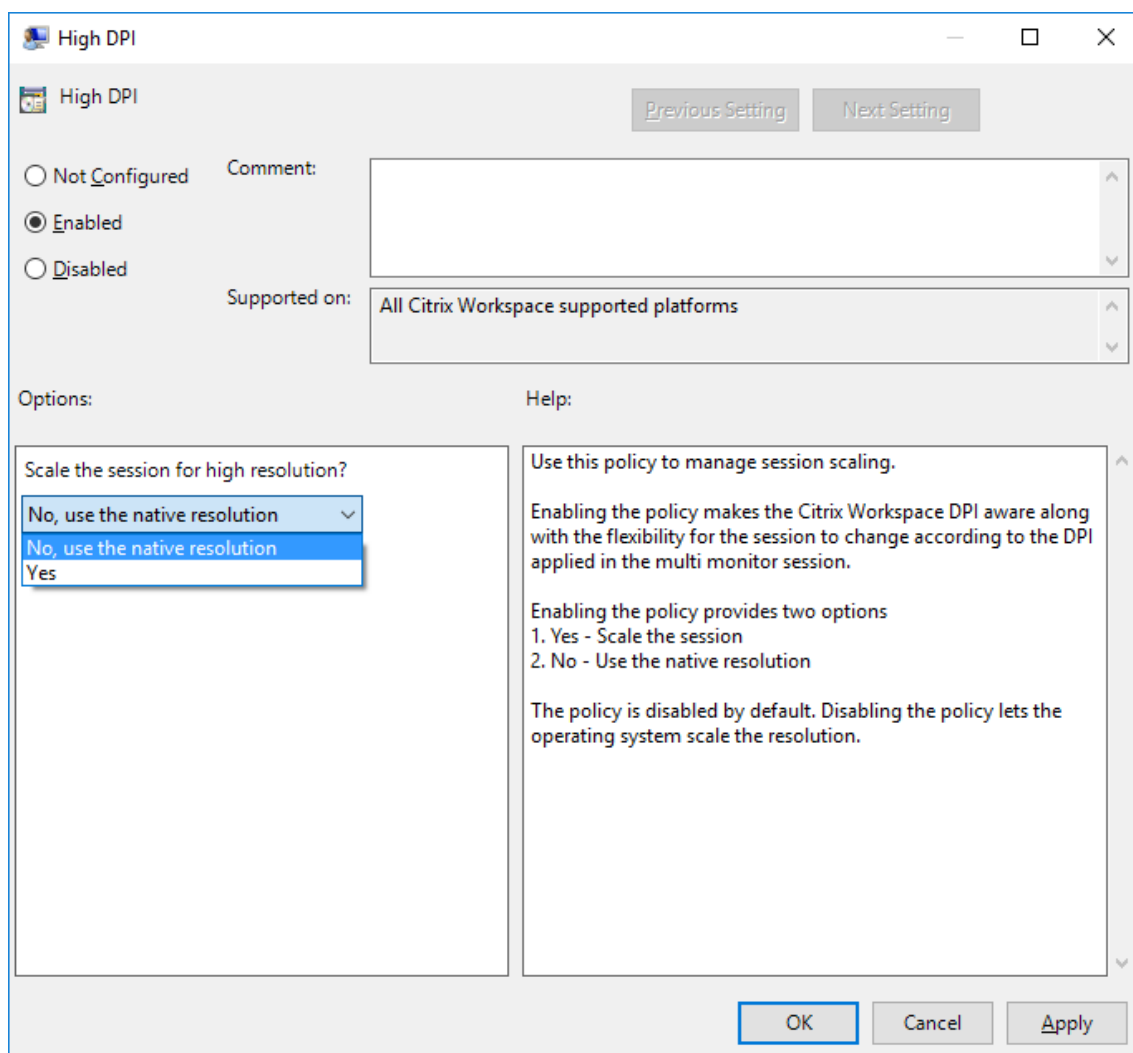 High DPI
High DPI
Previous Setting
Next Setting
Not Configured
Comment:
Enabled
Disabled
Supported on:
All Citrix Workspace supported platforms
Options:
Help:
Scale the session for high resolution?
No, use the native resolution
No, use the native resolution
Yes
Use this policy to manage session scaling.
Enabling the policy makes the Citrix Workspace DPI aware along
with the flexibility for the session to change according to the DPI
applied in the multi monitor session.
Enabling the policy provides two options
1. Yes - Scale the session
2. No - Use the native resolution
The policy is disabled by default. Disabling the policy lets the
operating system scale the resolution.
OK
Cancel
Apply